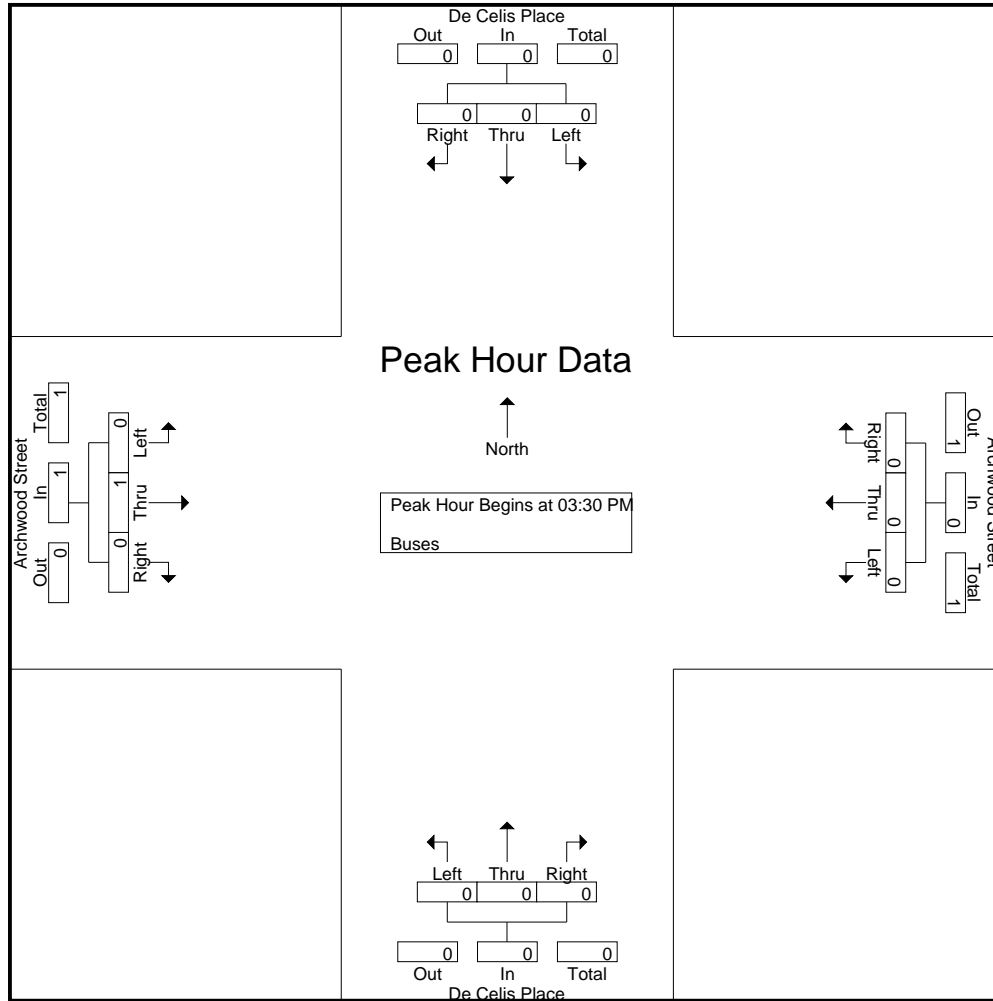 De Celis Place
Out In Total
0 0 0
0 0 0
Right Thru Left
Peak Hour Data
North
Peak Hour Begins at 03:30 PM
Buses
Archwood Street
Out In Total
0 1 1
Right Thru Left
0 1 0
Archwood Street
Out In Total
1 0 1
Right Thru Left
0 0 0
Left Thru Right
0 0 0
0 0 0
Out In Total
De Celis Place